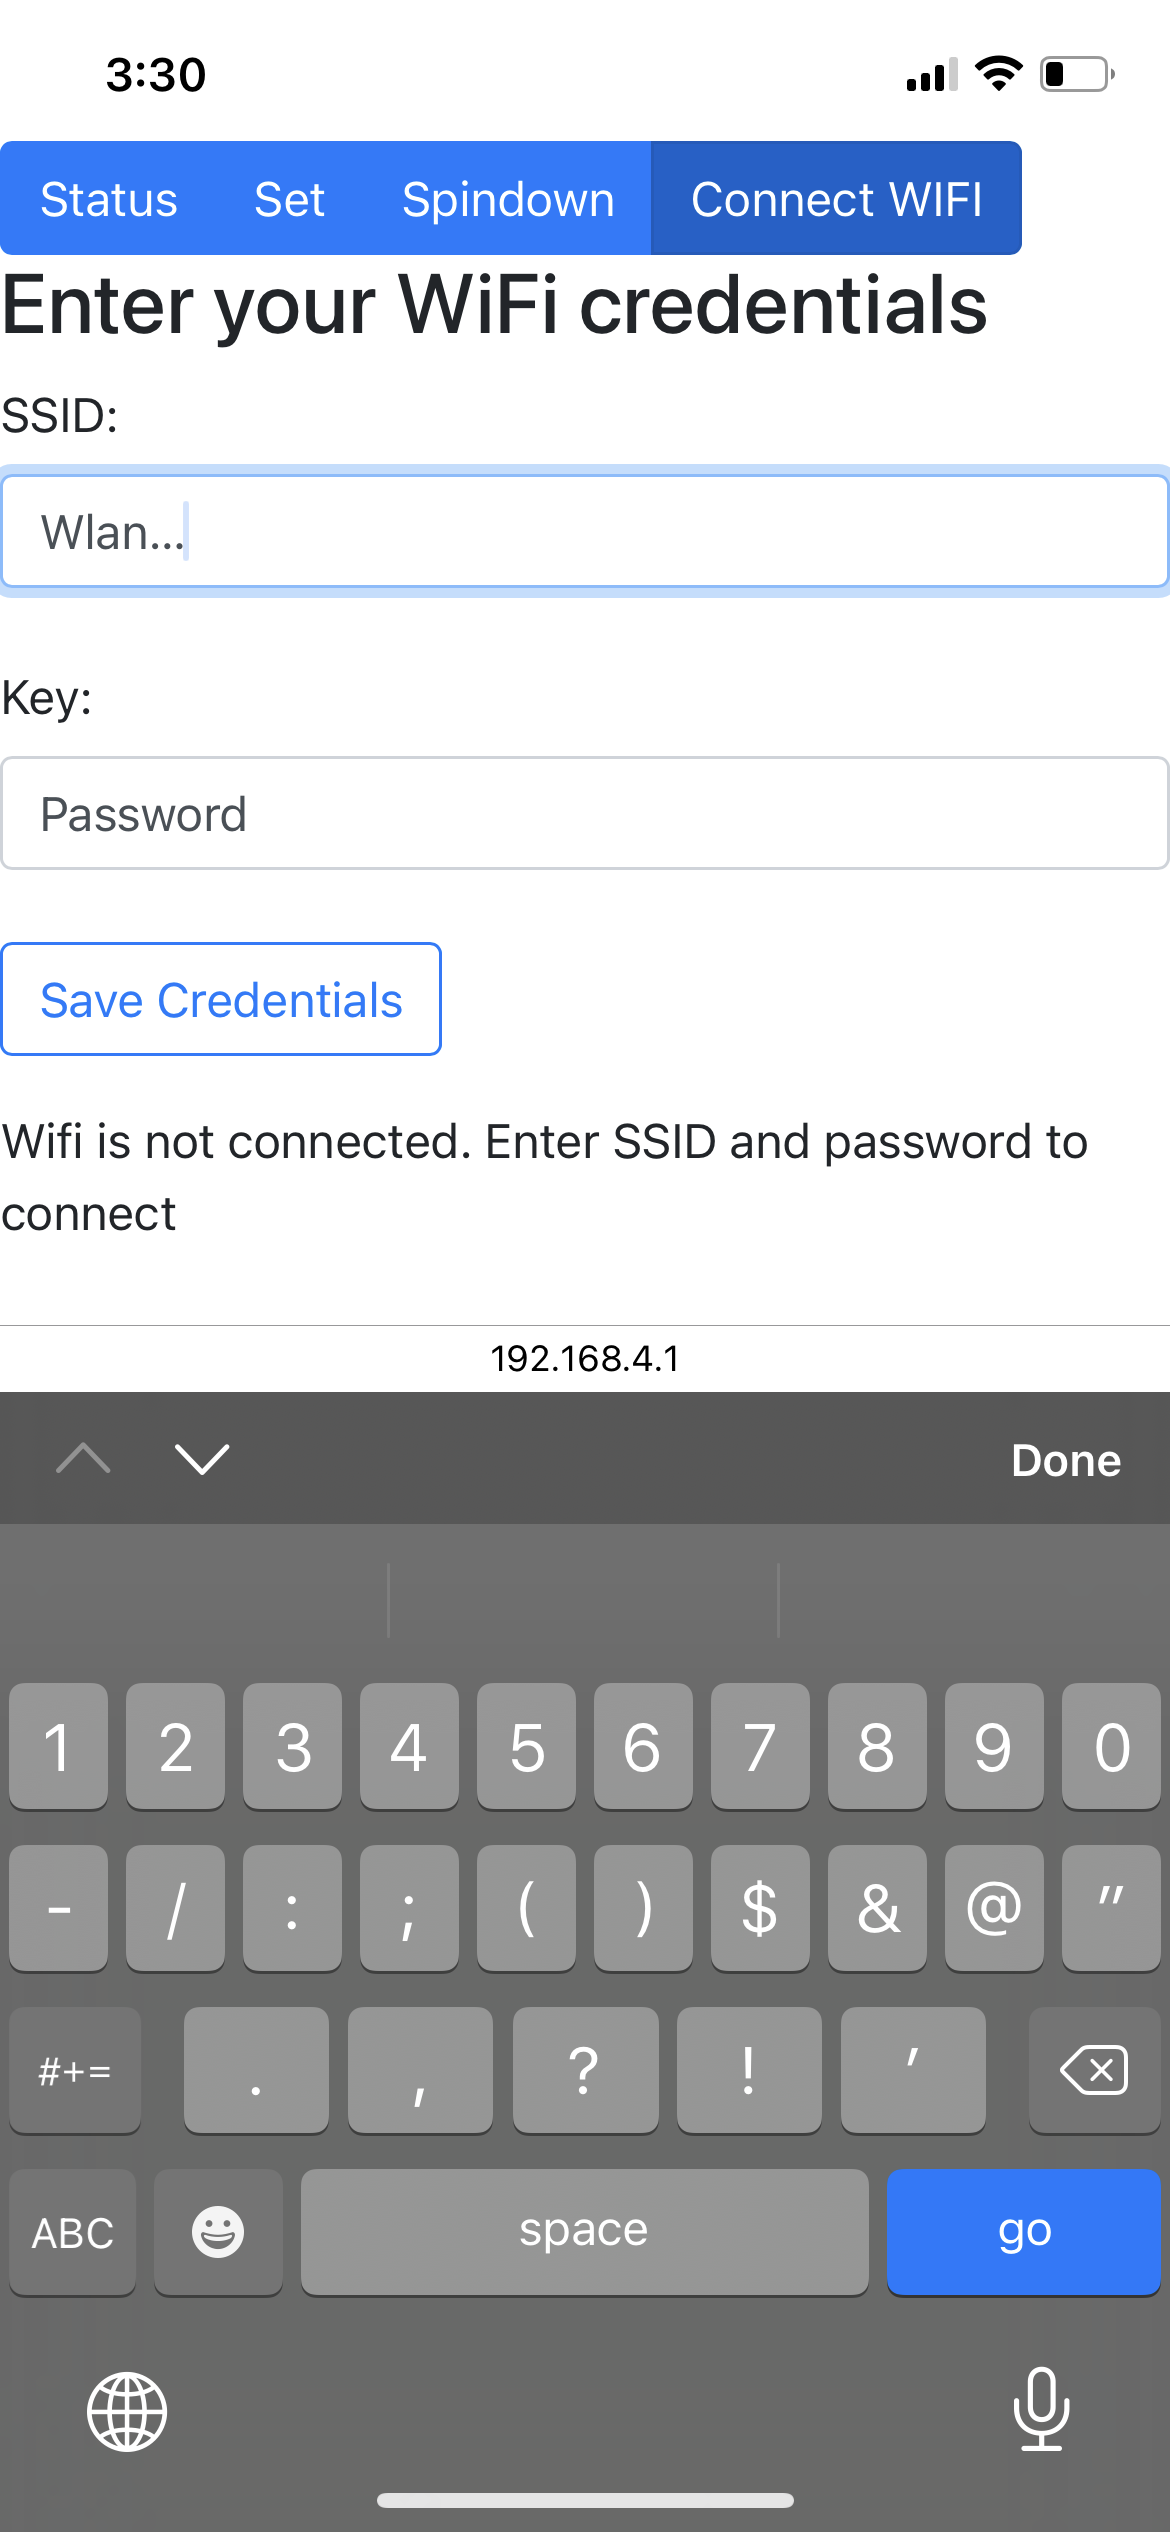 3:30
Status Set Spindown Connect WIFI
Enter your WiFi credentials
SSID:
Wlan...
Key:
Password
Save Credentials
Wifi is not connected. Enter SSID and password to
connect
192.168.4.1
Done
1 2 3 4 5 6 7 8 9 0
- / : ; ( ) $ & @ "
#+= . , ? ! '
ABC space go